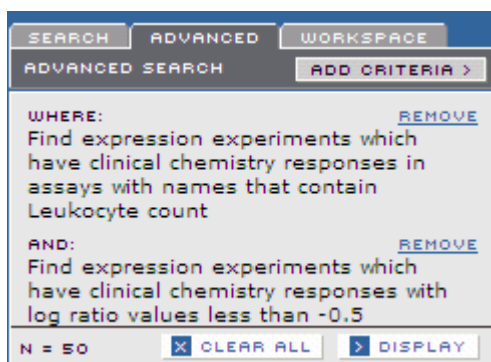 SEARCH ADVANCED WORKSPACE
ADVANCED SEARCH ADD CRITERIA >
WHERE: REMOVE
Find expression experiments which
have clinical chemistry responses in
assays with names that contain
Leukocyte count
AND: REMOVE
Find expression experiments which
have clinical chemistry responses with
log ratio values less than -0.5
N = 50 X CLEAR ALL > DISPLAY